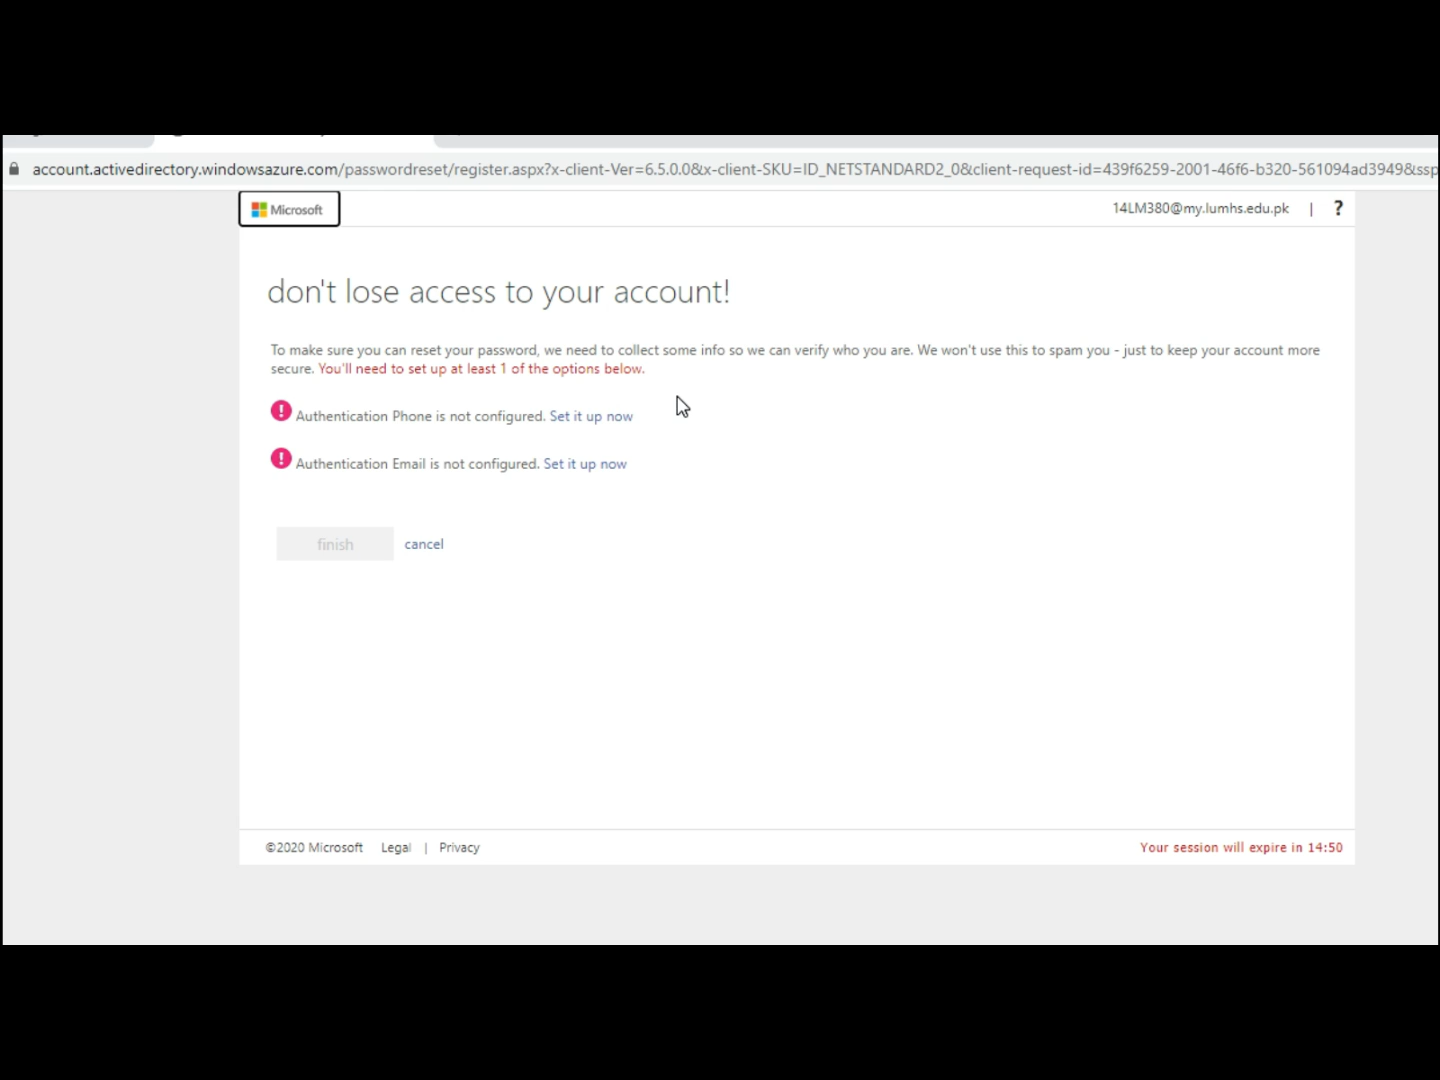 account.activedirectory.windowsazure.com/passwordreset/register.aspx?x-client-Ver=6.5.0.0&x-client-SKU=ID_NETSTANDARD2_0&client-request-id=439f6259-2001-46f6-b320-561094ad3949&ssp
Microsoft
14LM380@my.lumhs.edu.pk | ?
don't lose access to your account!
To make sure you can reset your password, we need to collect some info so we can verify who you are. We won't use this to spam you - just to keep your account more
secure. You'll need to set up at least 1 of the options below.
! Authentication Phone is not configured. Set it up now
! Authentication Email is not configured. Set it up now
finish cancel
©2020 Microsoft Legal | Privacy
Your session will expire in 14:50